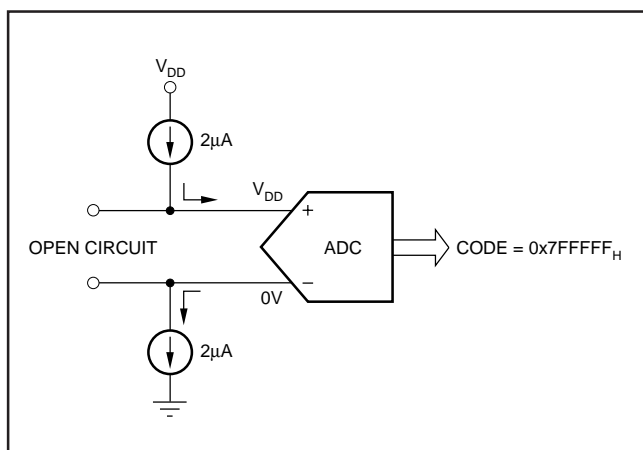 V_DD
2μA
V_DD
+
OPEN CIRCUIT
ADC
CODE = 0x7FFFFF_H
−
0V
2μA